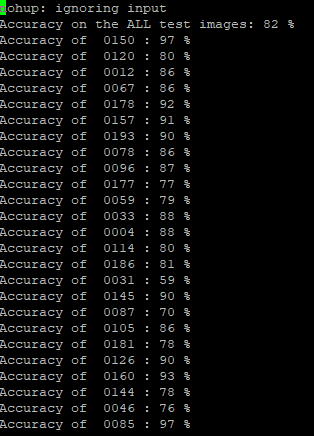 nohup: ignoring input
Accuracy on the ALL test images: 82 %
Accuracy of  0150 : 97 %
Accuracy of  0120 : 80 %
Accuracy of  0012 : 86 %
Accuracy of  0067 : 86 %
Accuracy of  0178 : 92 %
Accuracy of  0157 : 91 %
Accuracy of  0193 : 90 %
Accuracy of  0078 : 86 %
Accuracy of  0096 : 87 %
Accuracy of  0177 : 77 %
Accuracy of  0059 : 79 %
Accuracy of  0033 : 88 %
Accuracy of  0004 : 88 %
Accuracy of  0114 : 80 %
Accuracy of  0186 : 81 %
Accuracy of  0031 : 59 %
Accuracy of  0145 : 90 %
Accuracy of  0087 : 70 %
Accuracy of  0105 : 86 %
Accuracy of  0181 : 78 %
Accuracy of  0126 : 90 %
Accuracy of  0160 : 93 %
Accuracy of  0144 : 78 %
Accuracy of  0046 : 76 %
Accuracy of  0085 : 97 %